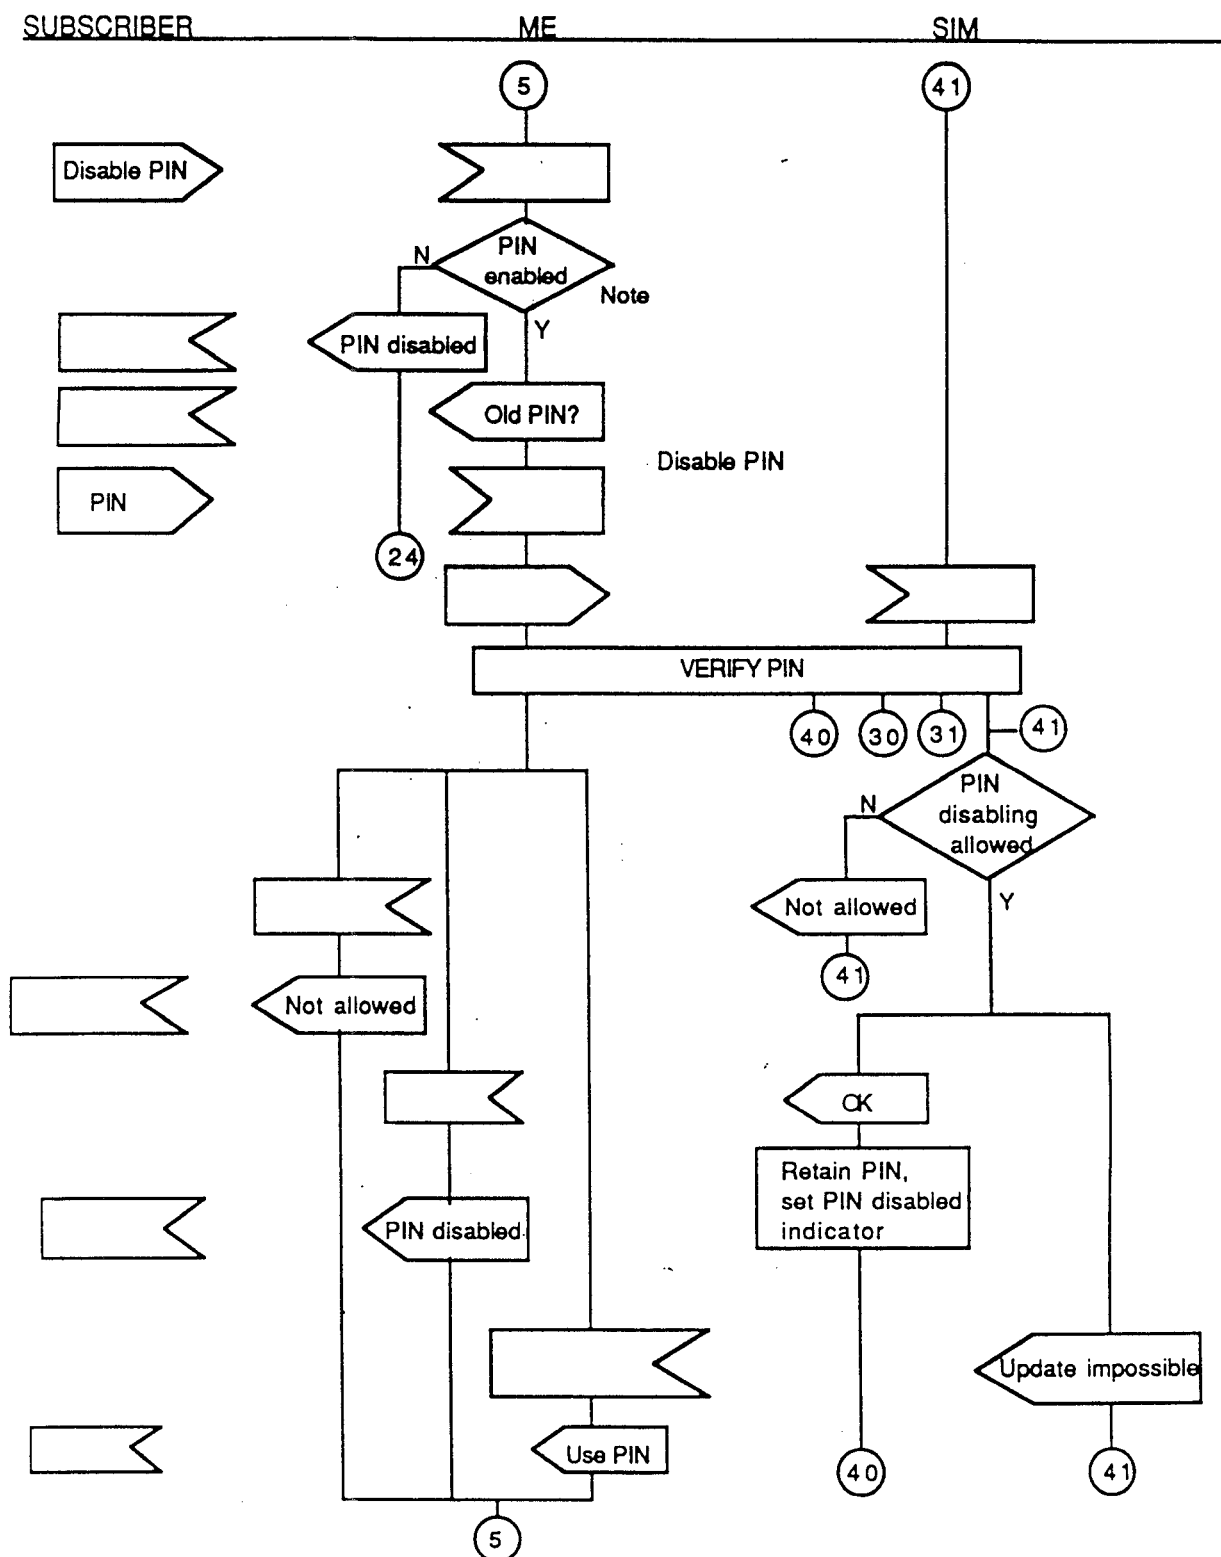 SUBSCRIBER ME SIM
5 41
Disable PIN
PIN
enabled
N
Note
Y
PIN disabled
Old PIN?
Disable PIN
PIN
24
VERIFY PIN
40 30 31 41
PIN
disabling
allowed
N
Y
Not allowed
41
Not allowed
OK
Retain PIN,
set PIN disabled
indicator
PIN disabled
Update impossible
Use PIN
40 41
5